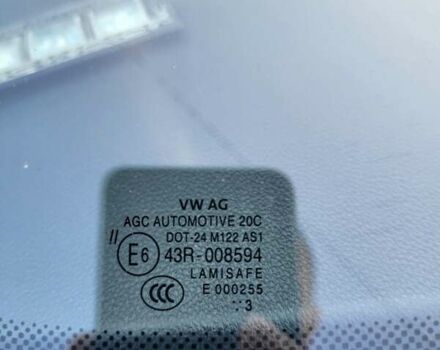 VW AG
AGC AUTOMOTIVE 20C
DOT-24 M122 AS1
// E6 43R-008594
LAMISAFE
CCC E 000255
∵3